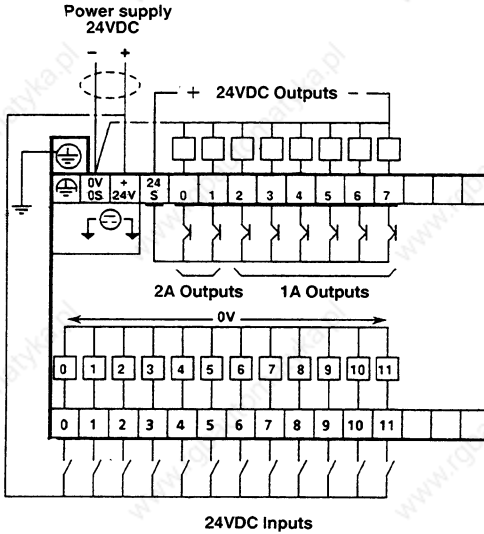 Power supply
24VDC
− +
+ 24VDC Outputs −
0V 0S + 24V 24 S 0 1 2 3 4 5 6 7
2A Outputs 1A Outputs
0V
0 1 2 3 4 5 6 7 8 9 10 11
0 1 2 3 4 5 6 7 8 9 10 11
24VDC Inputs